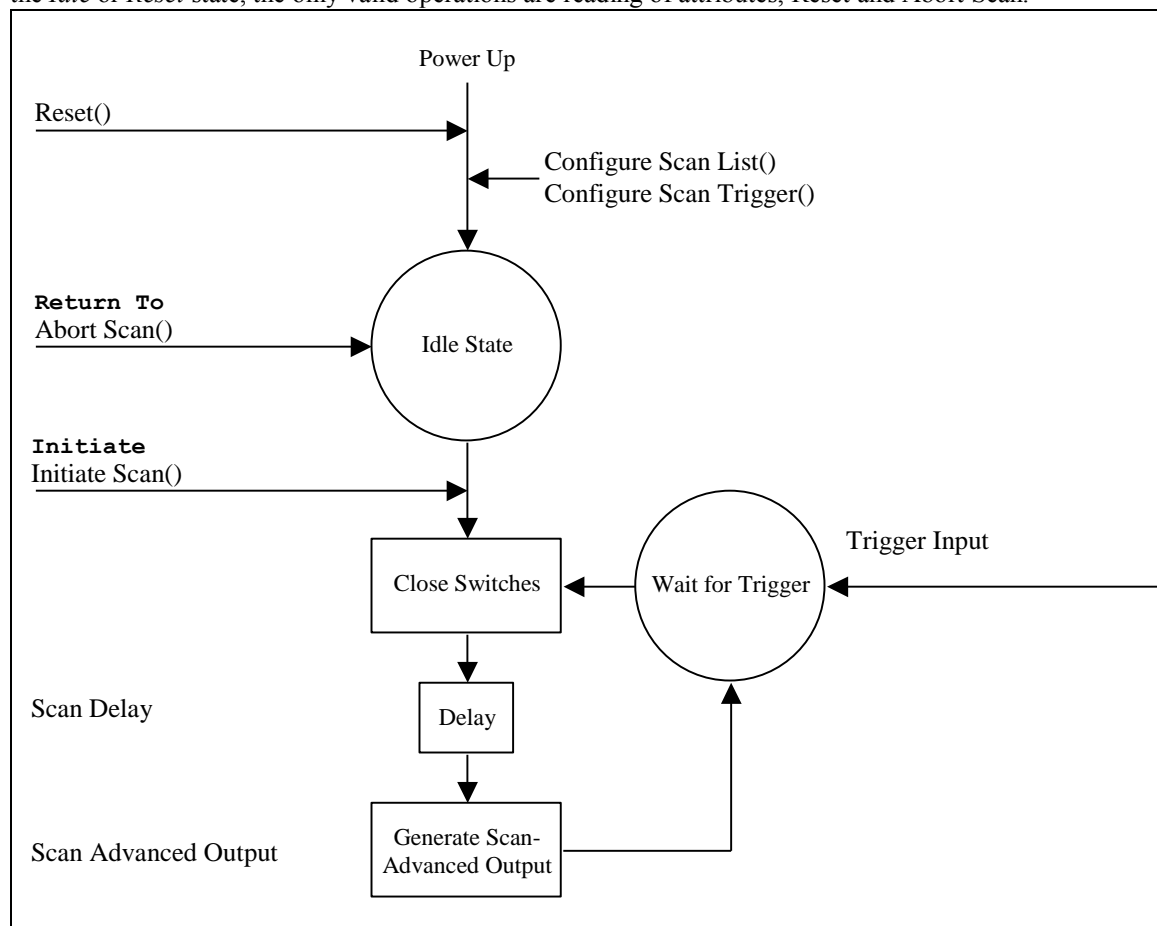 the Idle or Reset state, the only valid operations are reading of attributes, Reset and Abort Scan.
Power Up
Reset()
Configure Scan List()
Configure Scan Trigger()
Return To
Abort Scan()
Idle State
Initiate
Initiate Scan()
Trigger Input
Close Switches
Wait for Trigger
Scan Delay
Delay
Scan Advanced Output
Generate Scan-
Advanced Output